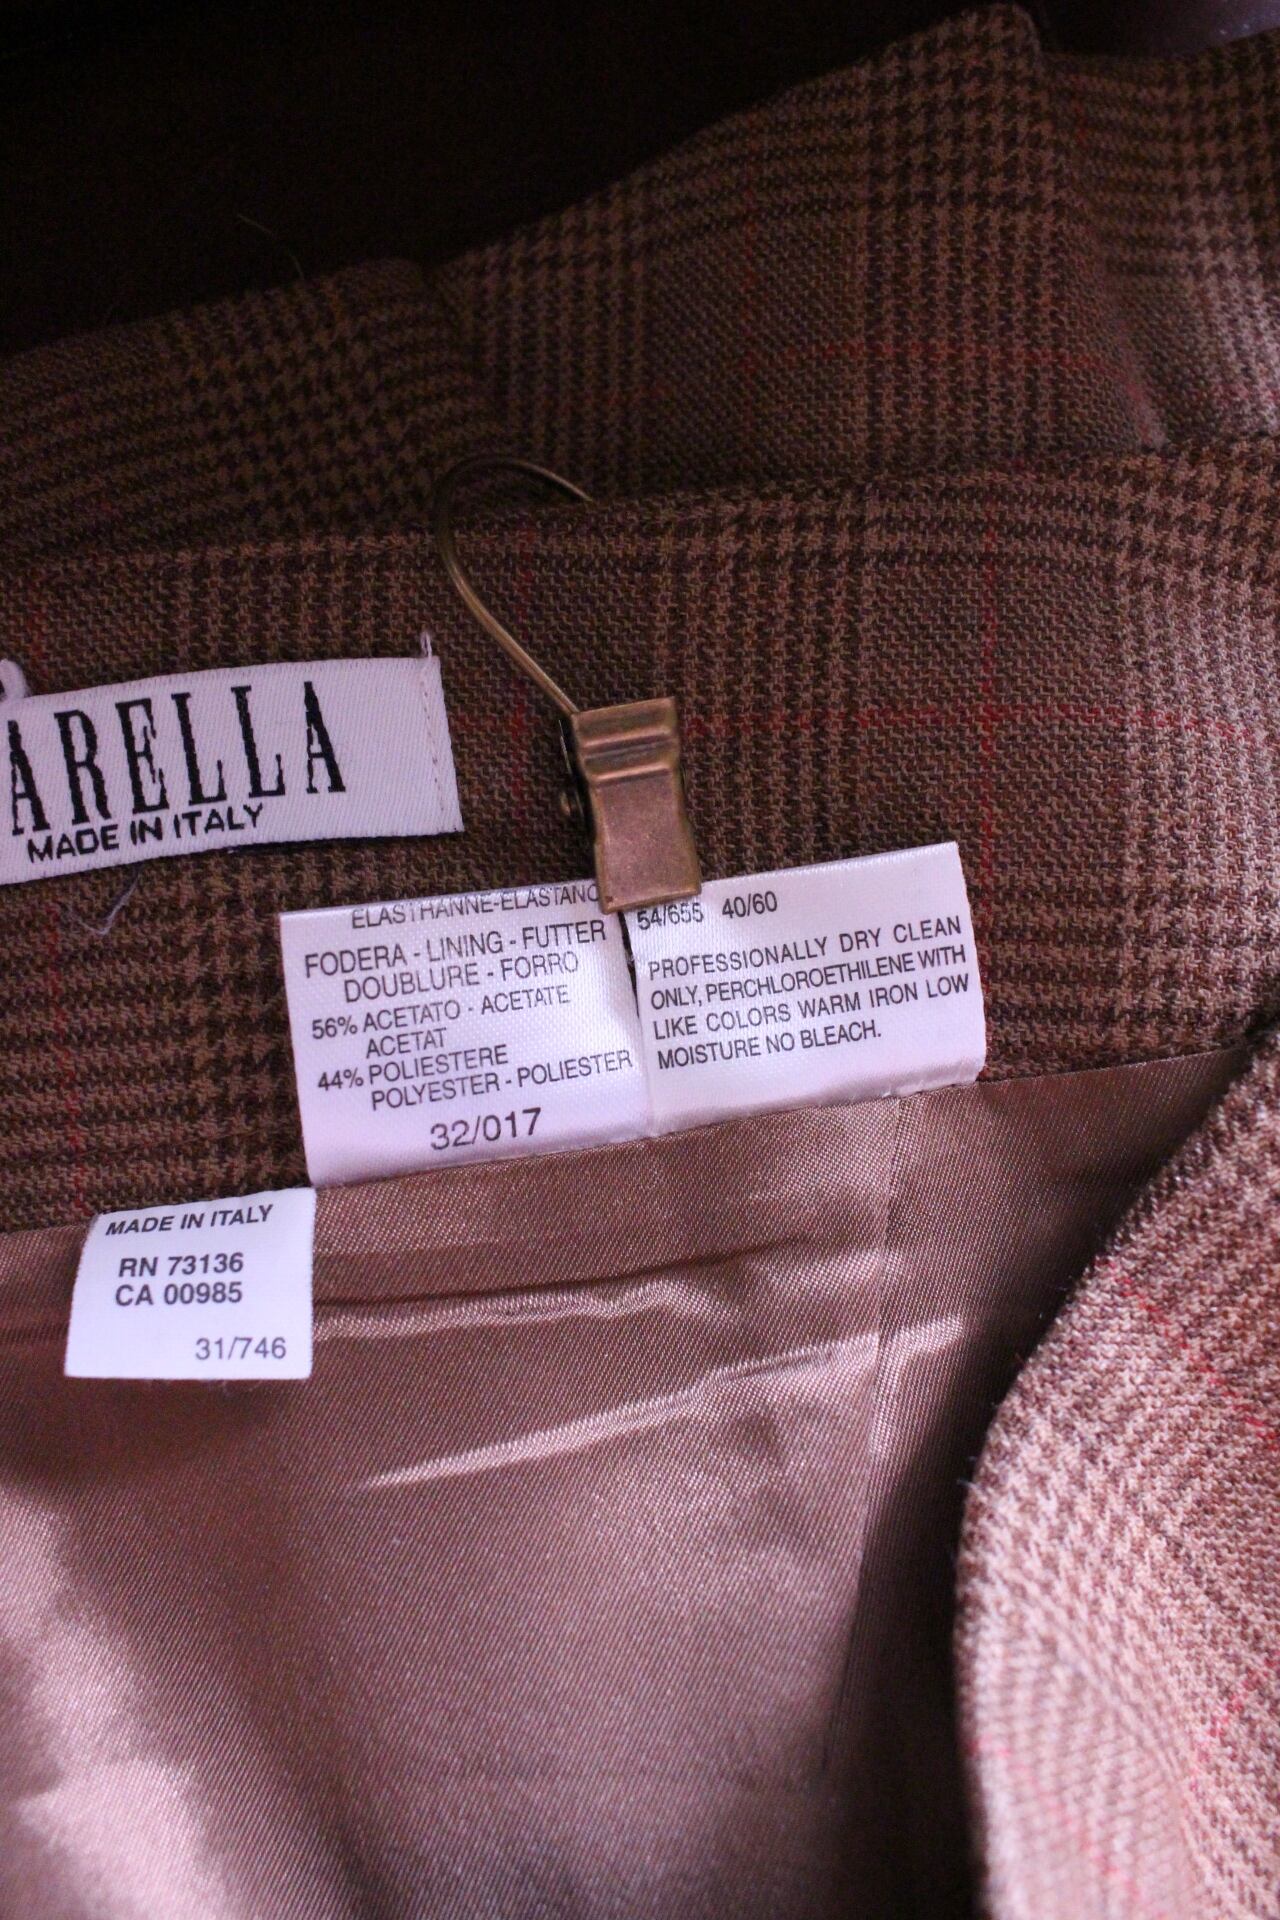 ARELLA
MADE IN ITALY
ELASTHANNE-ELASTANO
FODERA - LINING - FUTTER
DOUBLURE - FORRO
56% ACETATO - ACETATE
ACETAT
44% POLIESTERE
POLYESTER - POLIESTER
32/017
54/655 40/60
PROFESSIONALLY DRY CLEAN
ONLY, PERCHLOROETHILENE WITH
LIKE COLORS WARM IRON LOW
MOISTURE NO BLEACH.
MADE IN ITALY
RN 73136
CA 00985
31/746